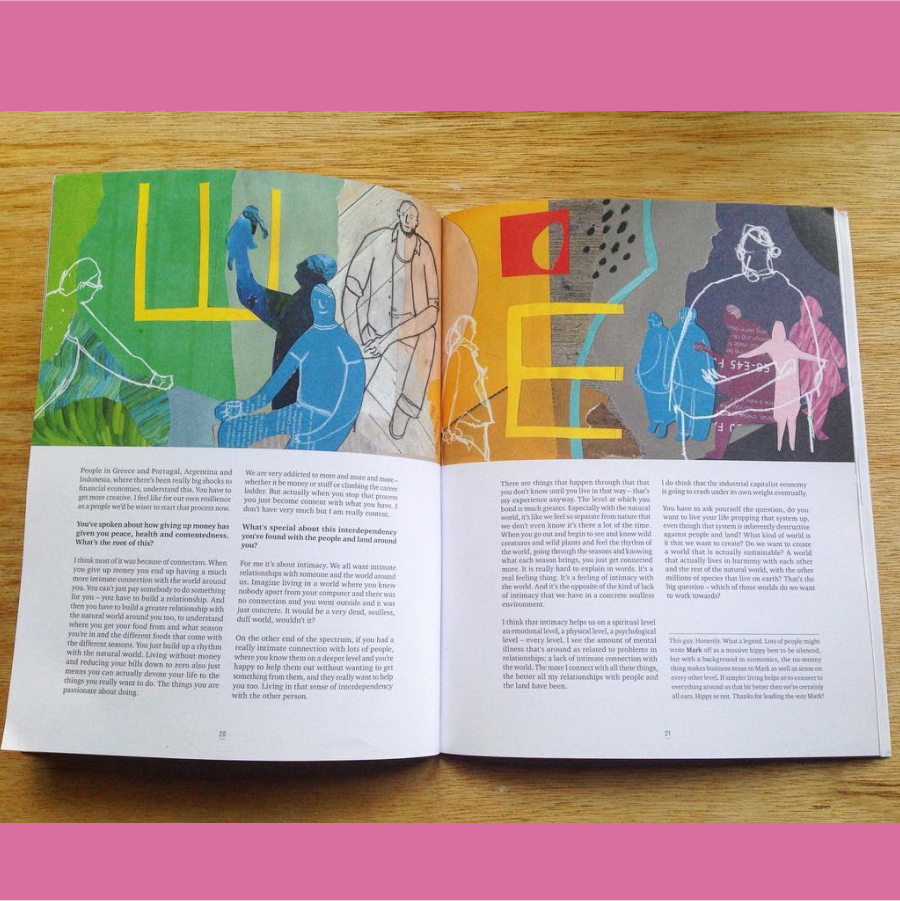 People in Greece and Portugal, Argentina and
Indonesia, where there's been really big shocks to
financial economies, understand this. You have to
get more creative. I feel like for our own resilience
as a people we'd be wiser to start that process now.
You've spoken about how giving up money has
given you peace, health and contentedness.
What's the root of this?
I think most of it was because of connection. When
you give up money you end up having a much
more intimate connection with the world around
you. You can't just pay somebody to do something
for you – you have to build a relationship. And
then you have to build a greater relationship with
the natural world around you too, to understand
where you get your food from and what season
you're in and the different foods that come with
the different seasons. You just build up a rhythm
with the natural world. Living without money
and reducing your bills down to zero also just
means you can actually devote your life to the
things you really want to do. The things you are
passionate about doing.
We are very addicted to more and more and more–
whether it be money or stuff or climbing the career
ladder. But actually when you stop that process
you just become content with what you have. I
don't have very much but I am really content.
What's special about this interdependency
you've found with the people and land around
you?
For me it's about intimacy. We all want intimate
relationships with someone and the world around
us. Imagine living in a world where you knew
nobody apart from your computer and there was
no connection and you went outside and it was
just concrete. It would be a very dead, soulless,
dull world, wouldn't it?
On the other end of the spectrum, if you had a
really intimate connection with lots of people,
where you know them on a deeper level and you're
happy to help them out without wanting to get
something from them, and they really want to help
you too. Living in that sense of interdependency
with the other person.
20
There are things that happen through that that
you don't know until you live in that way – that's
my experience anyway. The level at which you
bond is much greater. Especially with the natural
world, it's like we feel so separate from nature that
we don't even know it's there a lot of the time.
When you go out and begin to see and know wild
creatures and wild plants and feel the rhythm of
the world, going through the seasons and knowing
what each season brings, you just get connected
more. It is really hard to explain in words. It's a
real feeling thing. It's a feeling of intimacy with
the world. And it's the opposite of the kind of lack
of intimacy that we have in a concrete soulless
environment.
I think that intimacy helps us on a spiritual level
an emotional level, a physical level, a psychological
level – every level. I see the amount of mental
illness that's around as related to problems in
relationships; a lack of intimate connection with
the world. The more I connect with all these things,
the better all my relationships with people and
the land have been.
I do think that the industrial capitalist economy
is going to crash under its own weight eventually.
You have to ask yourself the question, do you
want to live your life propping that system up,
even though that system is inherently destructive
against people and land? What kind of world is
it that we want to create? Do we want to create
a world that is actually sustainable? A world
that actually lives in harmony with each other
and the rest of the natural world, with the other
millions of species that live on earth? That's the
big question – which of those worlds do we want
to work towards?
This guy. Honestly. What a legend. Lots of people might
write Mark off as a massive hippy best to be silenced,
but with a background in economics, the no-money
thing makes business sense to Mark as well as sense on
every other level. If simpler living helps us to connect to
everything around us that bit better then we're certainly
all ears. Hippy or not. Thanks for leading the way Mark!
21